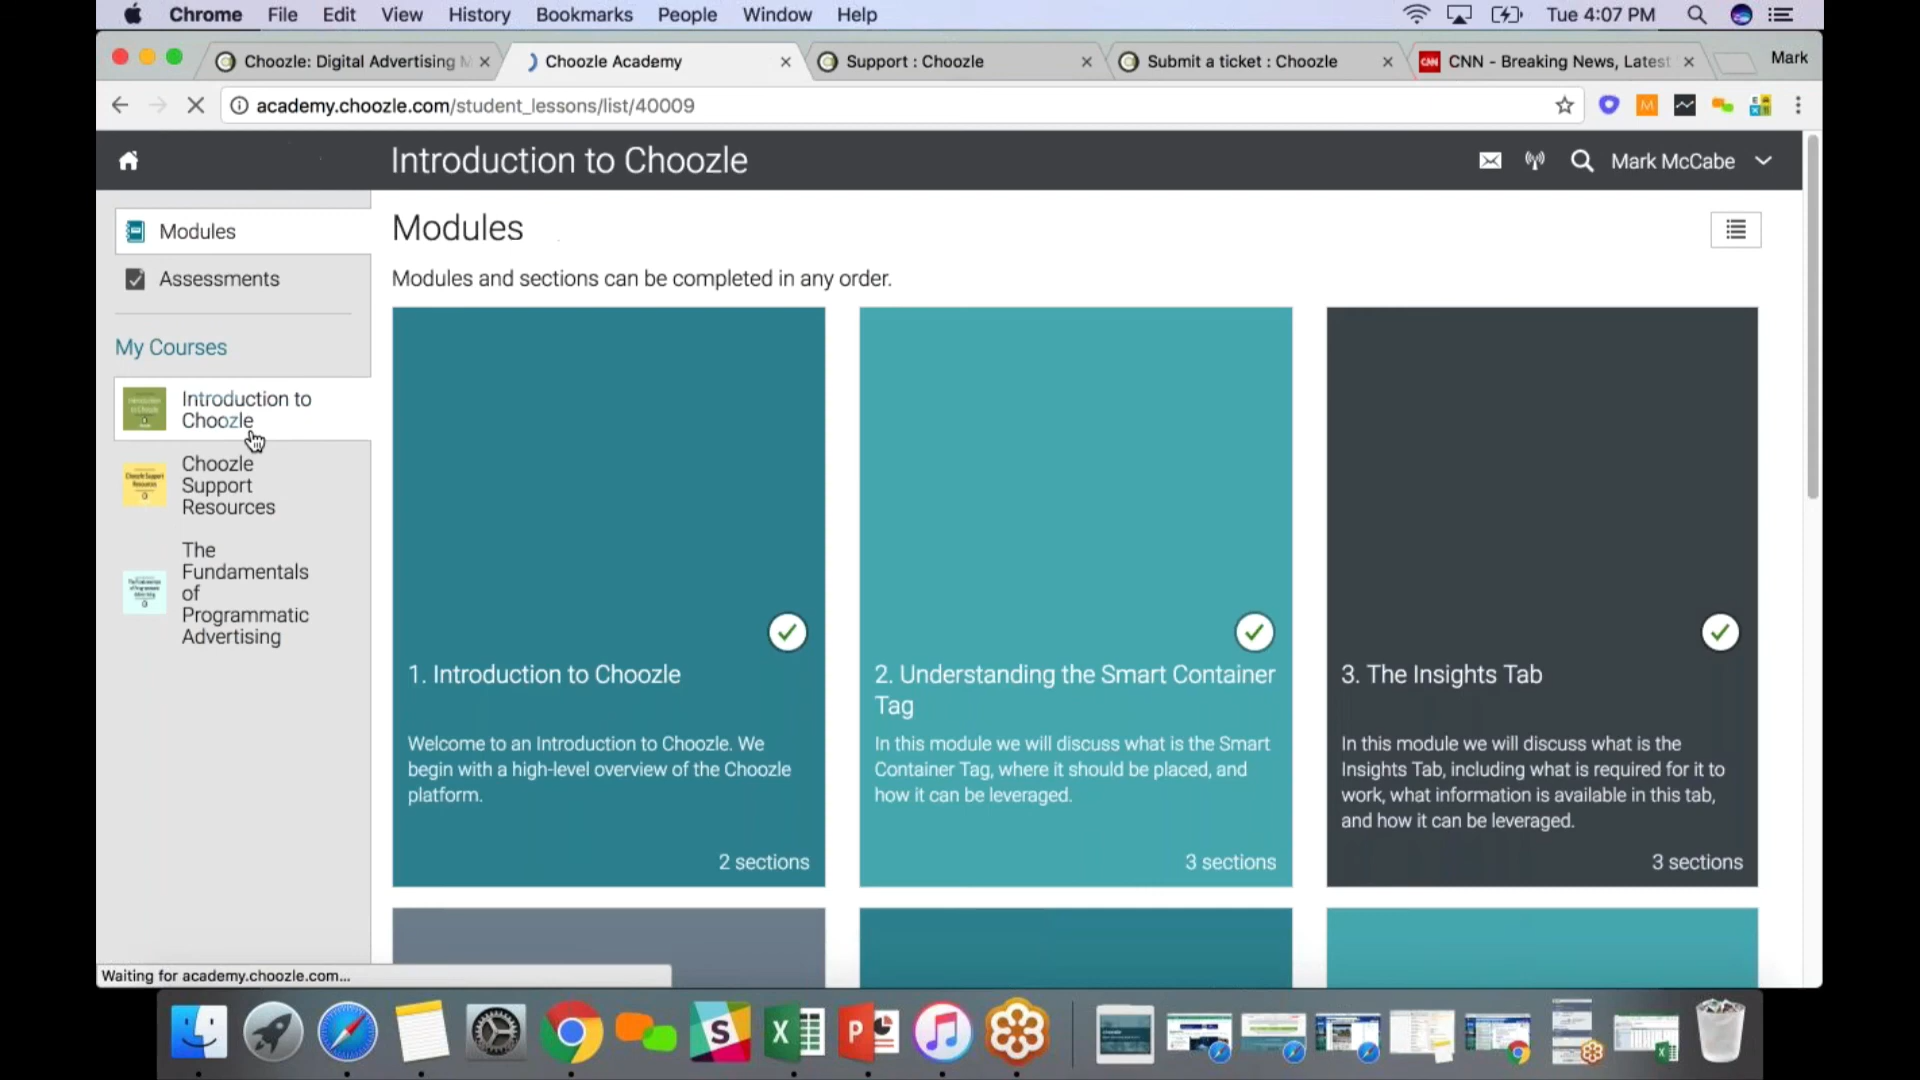 Chrome File Edit View History Bookmarks People Window Help Tue 4:07 PM
Choozle: Digital Advertising M Choozle Academy Support : Choozle Submit a ticket : Choozle CNN - Breaking News, Latest Mark
academy.choozle.com/student_lessons/list/40009
Introduction to Choozle Mark McCabe
Modules
Assessments
My Courses
Introduction to
Choozle
Choozle
Support
Resources
The
Fundamentals
of
Programmatic
Advertising
Modules
Modules and sections can be completed in any order.
1. Introduction to Choozle
Welcome to an Introduction to Choozle. We
begin with a high-level overview of the Choozle
platform.
2 sections
2. Understanding the Smart Container
Tag
In this module we will discuss what is the Smart
Container Tag, where it should be placed, and
how it can be leveraged.
3 sections
3. The Insights Tab
In this module we will discuss what is the
Insights Tab, including what is required for it to
work, what information is available in this tab,
and how it can be leveraged.
3 sections
Waiting for academy.choozle.com...